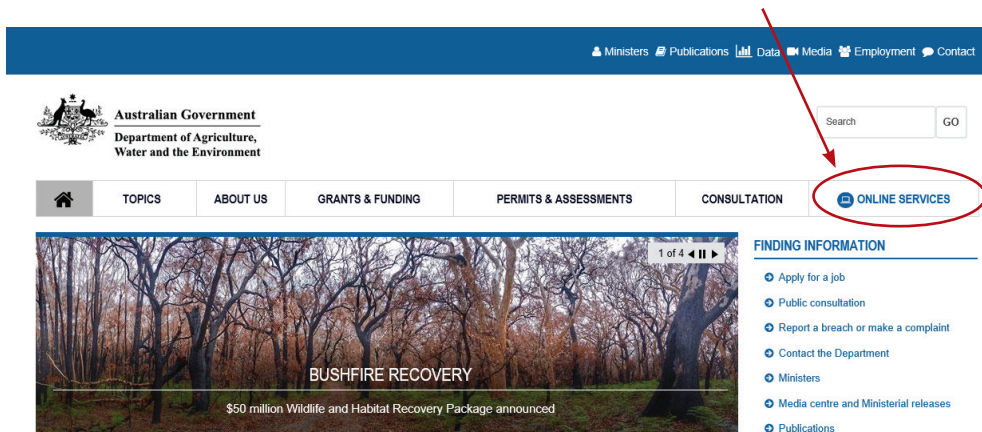 Ministers Publications Data Media Employment Contact
Australian Government
Department of Agriculture,
Water and the Environment
Search GO
TOPICS ABOUT US GRANTS & FUNDING PERMITS & ASSESSMENTS CONSULTATION ONLINE SERVICES
1 of 4
BUSHFIRE RECOVERY
$50 million Wildlife and Habitat Recovery Package announced
FINDING INFORMATION
Apply for a job
Public consultation
Report a breach or make a complaint
Contact the Department
Ministers
Media centre and Ministerial releases
Publications